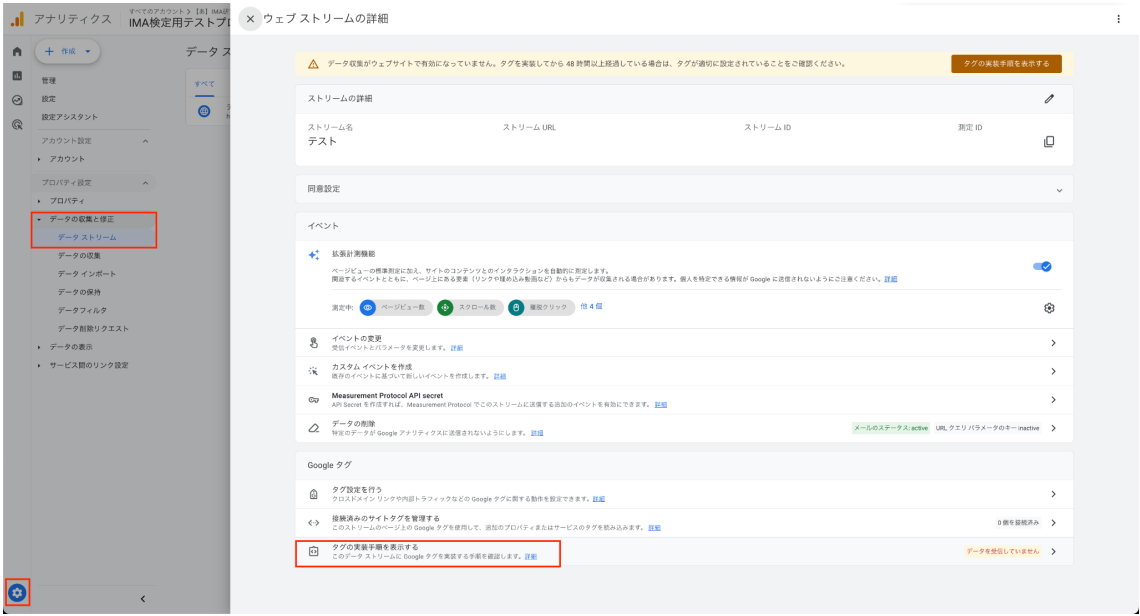 アナリティクス
すべてのアカウント > 【あ】IMA研
IMA検定用テストプロ
ウェブ ストリームの詳細
作成
管理
設定
設定アシスタント
アカウント設定
アカウント
プロパティ設定
プロパティ
データの収集と修正
データ ストリーム
データの収集
データ インポート
データの保持
データフィルタ
データ削除リクエスト
データの表示
サービス間のリンク設定
データ ス
すべて
データ収集がウェブサイトで有効になっていません。タグを実装してから 48 時間以上経過している場合は、タグが適切に設定されていることをご確認ください。
タグの実装手順を表示する
ストリームの詳細
ストリーム名
ストリーム URL
ストリーム ID
測定 ID
テスト
同意設定
イベント
拡張計測機能
ページビューの標準測定に加え、サイトのコンテンツとのインタラクションを自動的に測定します。
関連するイベントとともに、ページ上にある要素（リンクや埋め込み動画など）からもデータが収集される場合があります。個人を特定できる情報が Google に送信されないようにご注意ください。詳細
測定中:
ページビュー数
スクロール数
離脱クリック
他 4 個
イベントの変更
受信イベントとパラメータを変更します。詳細
カスタム イベントを作成
既存のイベントに基づいて新しいイベントを作成します。詳細
Measurement Protocol API secret
API Secret を作成すれば、Measurement Protocol でこのストリームに送信する追加のイベントを有効にできます。詳細
データの削除
特定のデータが Google アナリティクスに送信されないようにします。詳細
メールのステータス: active
URL クエリ パラメータのキー: inactive
Google タグ
タグ設定を行う
クロスドメイン リンクや内部トラフィックなどの Google タグに関する動作を設定できます。詳細
接続済みのサイトタグを管理する
このストリームのページ上の Google タグを使用して、追加のプロパティまたはサービスのタグを読み込みます。詳細
0 個を接続済み
タグの実装手順を表示する
このデータ ストリームに Google タグを実装する手順を確認します。詳細
データを受信していません